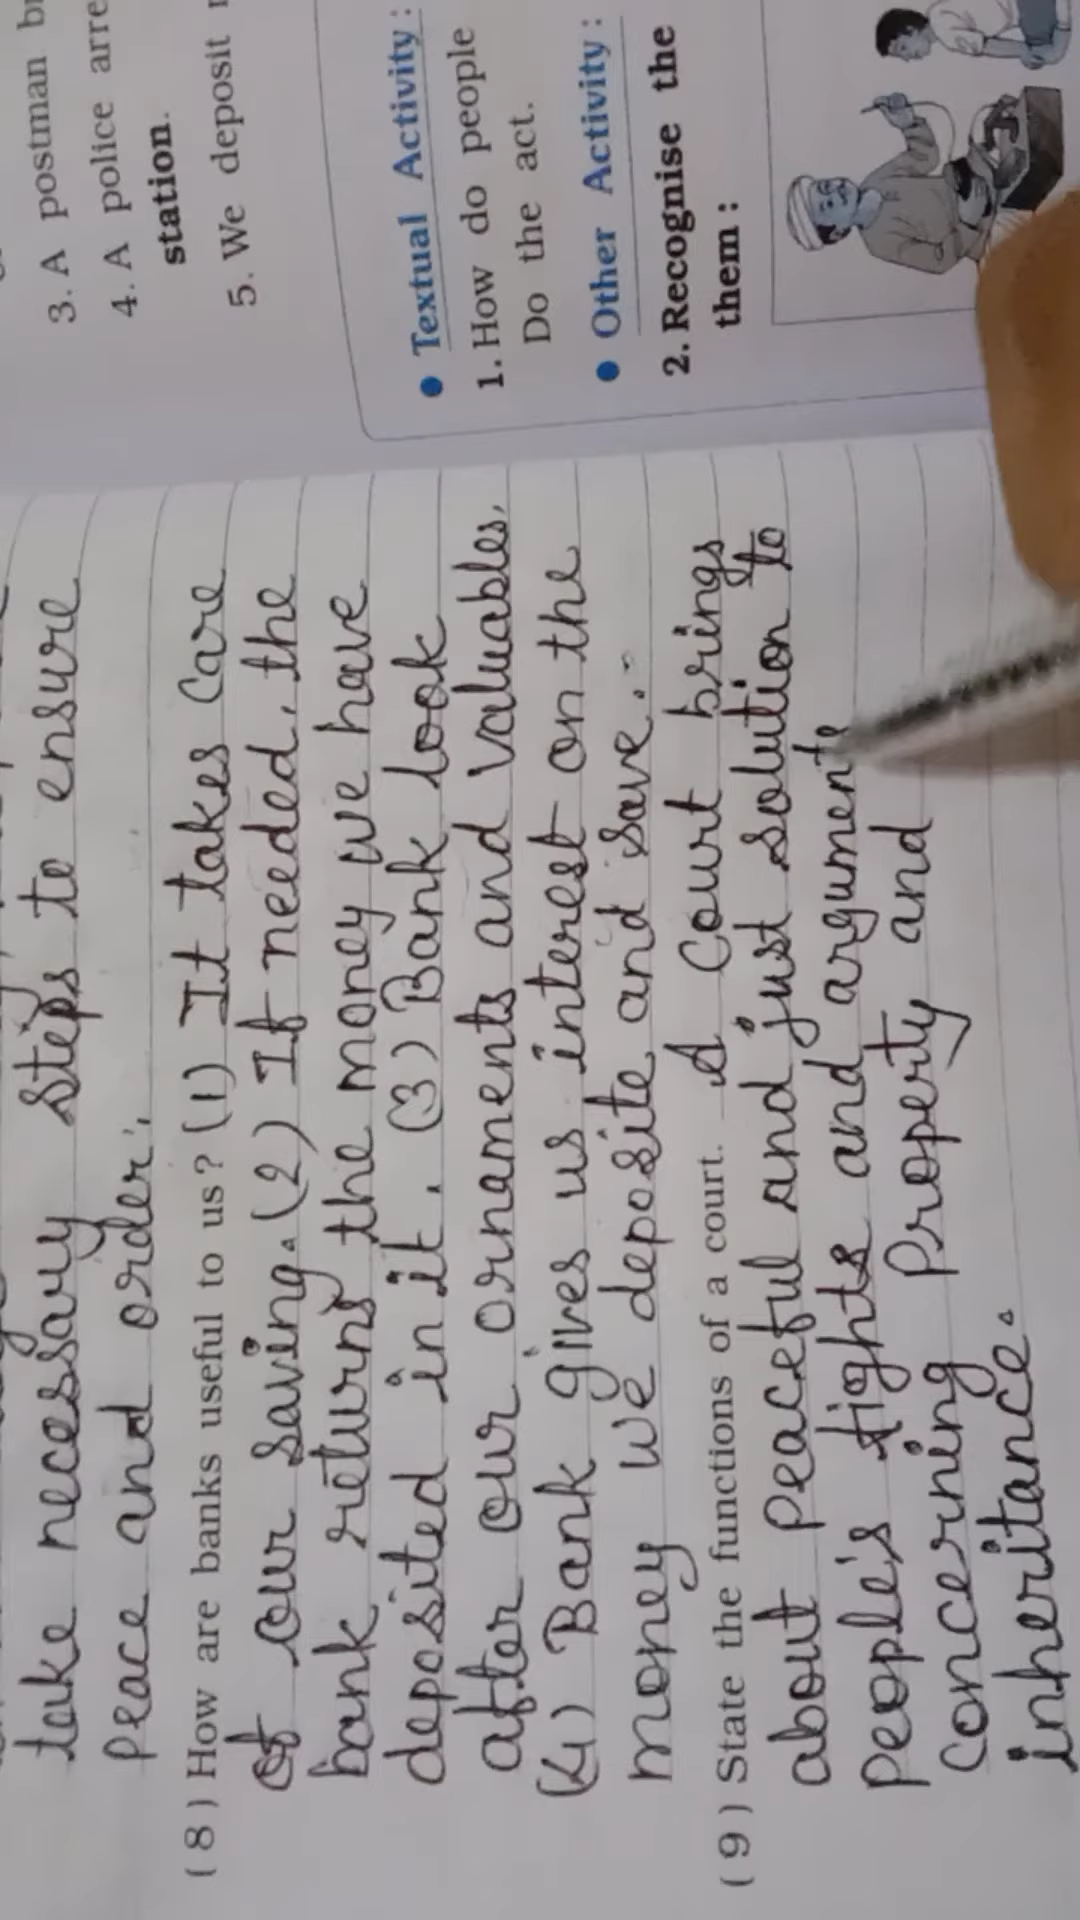 take necessary steps to ensure
peace and order.
(8) How are banks useful to us? (1) It takes care
of our saving. (2) If needed, the
bank returns the money we have
deposited in it. (3) Bank look
after our ornaments and valuables.
(4) Bank gives us interest on the
money we deposite and save.
(9) State the functions of a court. A Court brings
about peaceful and just solution to
people's fights and arguments
concerning property and
inheritance.
3. A postman
4. A police
station.
5. We deposit
• Textual Activity :
1. How do people
Do the act.
• Other Activity :
2. Recognise the
them :